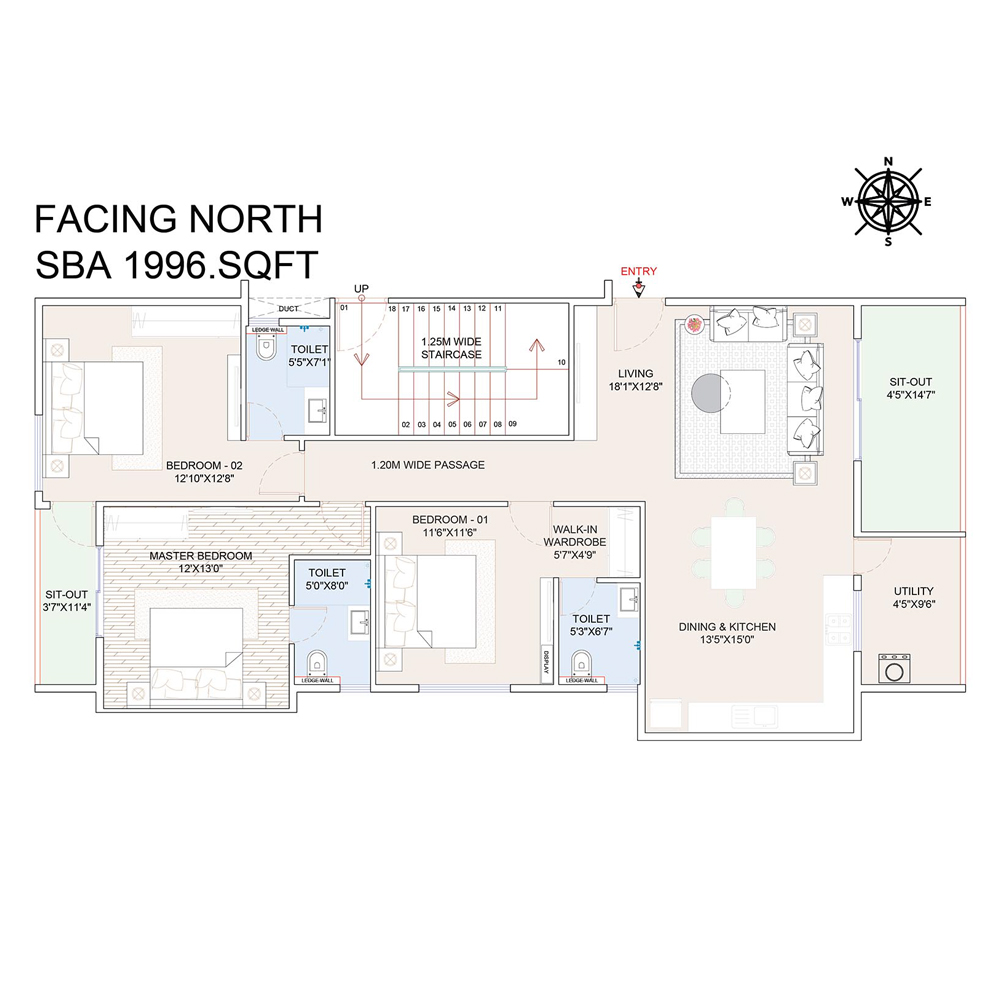 N
W E
S
FACING NORTH
SBA 1996.SQFT
ENTRY
UP
DUCT
01
18 17 16 15 14 13 12 11
LEDGE WALL
TOILET
5'5"X7'1"
1.25M WIDE
STAIRCASE
10
LIVING
18'1"X12'8"
SIT-OUT
4'5"X14'7"
02 03 04 05 06 07 08 09
BEDROOM - 02
12'10"X12'8"
1.20M WIDE PASSAGE
BEDROOM - 01
11'6"X11'6"
WALK-IN
WARDROBE
5'7"X4'9"
MASTER BEDROOM
12'X13'0"
TOILET
5'0"X8'0"
SIT-OUT
3'7"X11'4"
TOILET
5'3"X6'7"
UTILITY
4'5"X9'6"
DINING & KITCHEN
13'5"X15'0"
DISPLAY
LEDGE-WALL
LEDGE-WALL